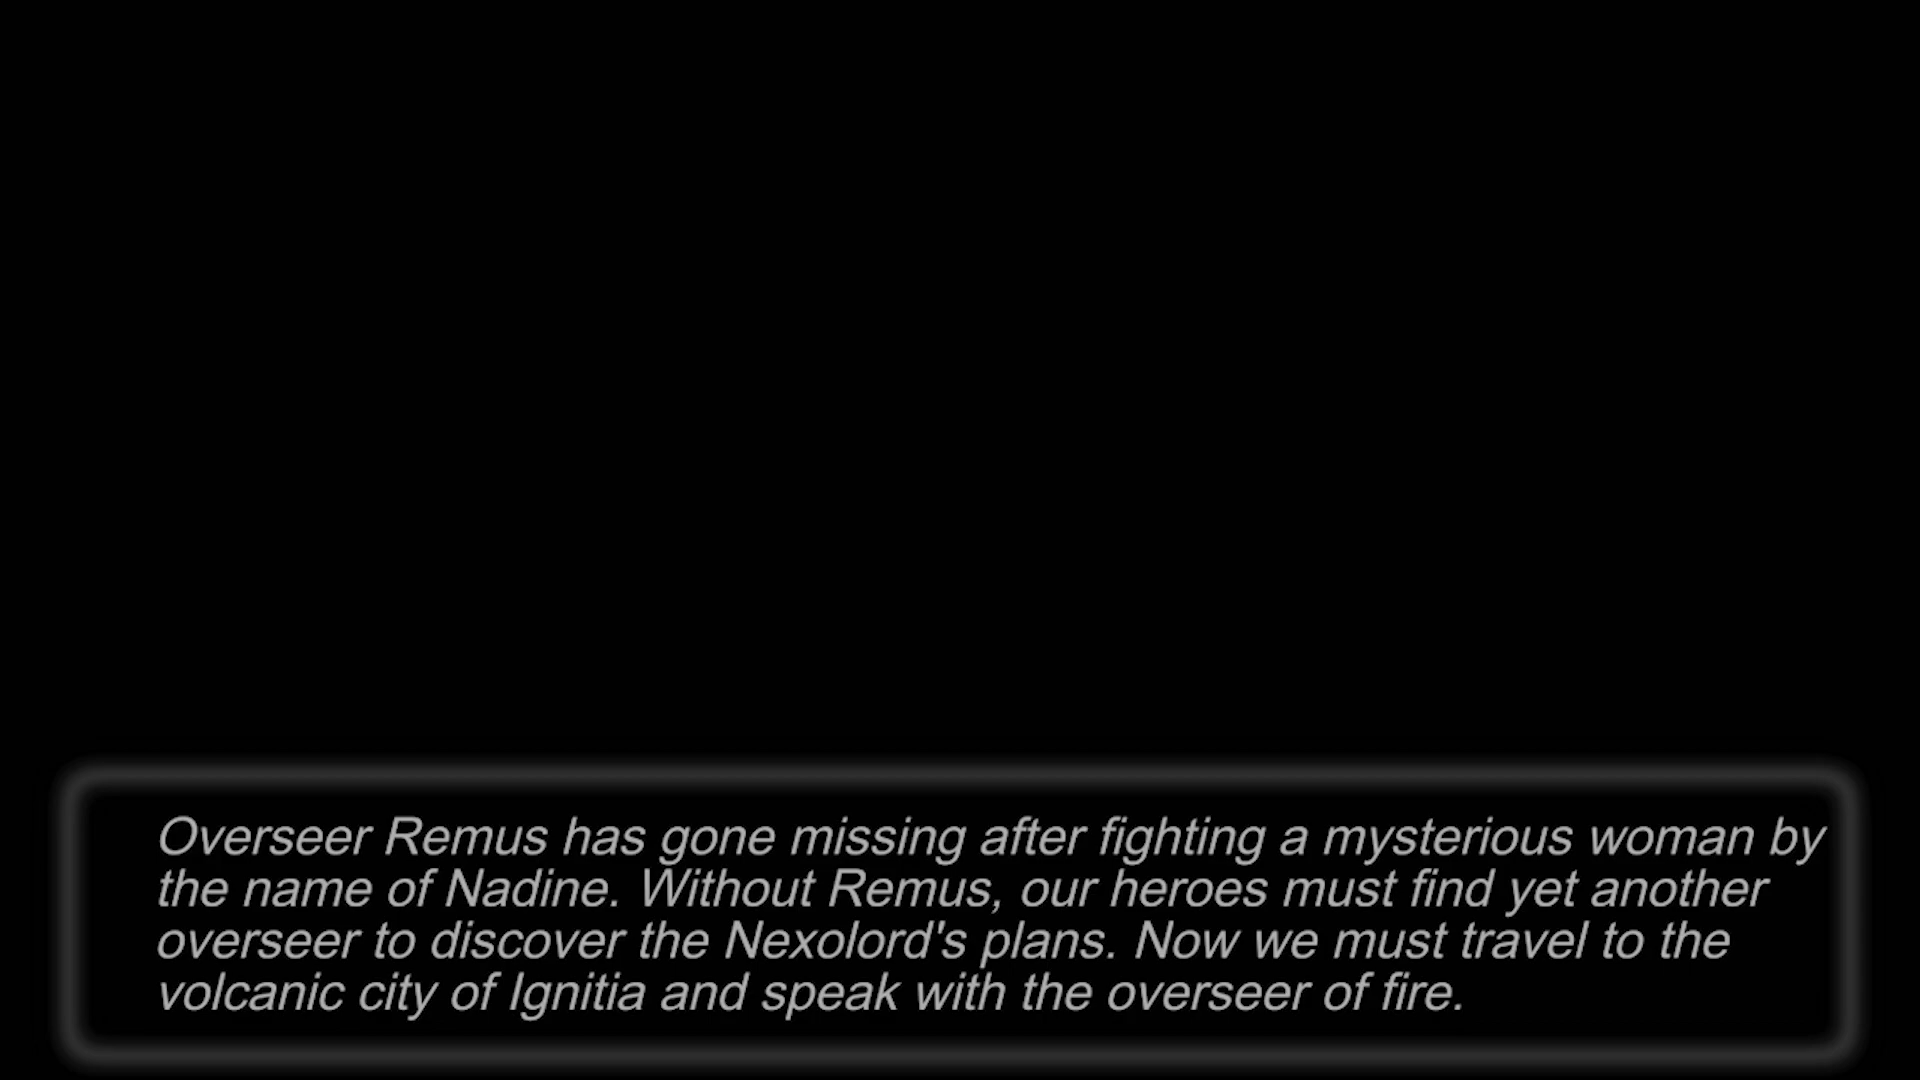 Overseer Remus has gone missing after fighting a mysterious woman by
the name of Nadine. Without Remus, our heroes must find yet another
overseer to discover the Nexolord's plans. Now we must travel to the
volcanic city of Ignitia and speak with the overseer of fire.